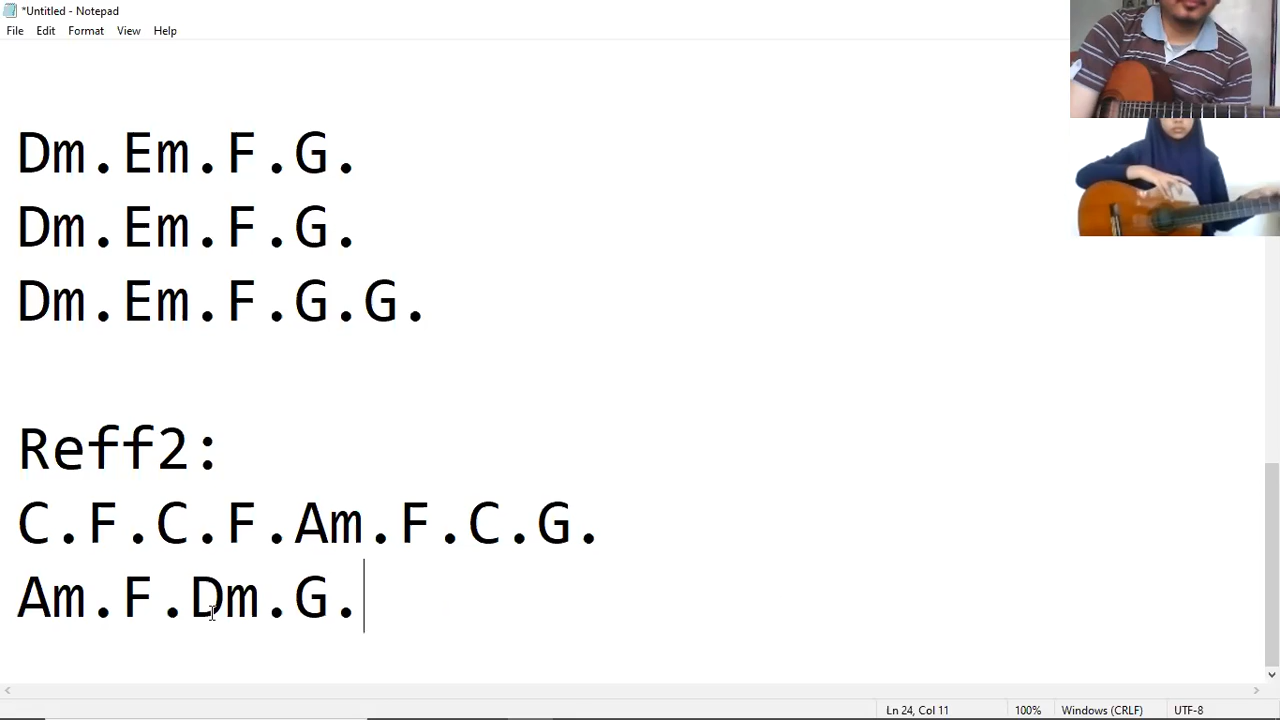 *Untitled - Notepad
File Edit Format View Help
Dm.Em.F.G.
Dm.Em.F.G.
Dm.Em.F.G.G.
Reff2:
C.F.C.F.Am.F.C.G.
Am.F.Dm.G.
Ln 24, Col 11 100% Windows (CRLF) UTF-8